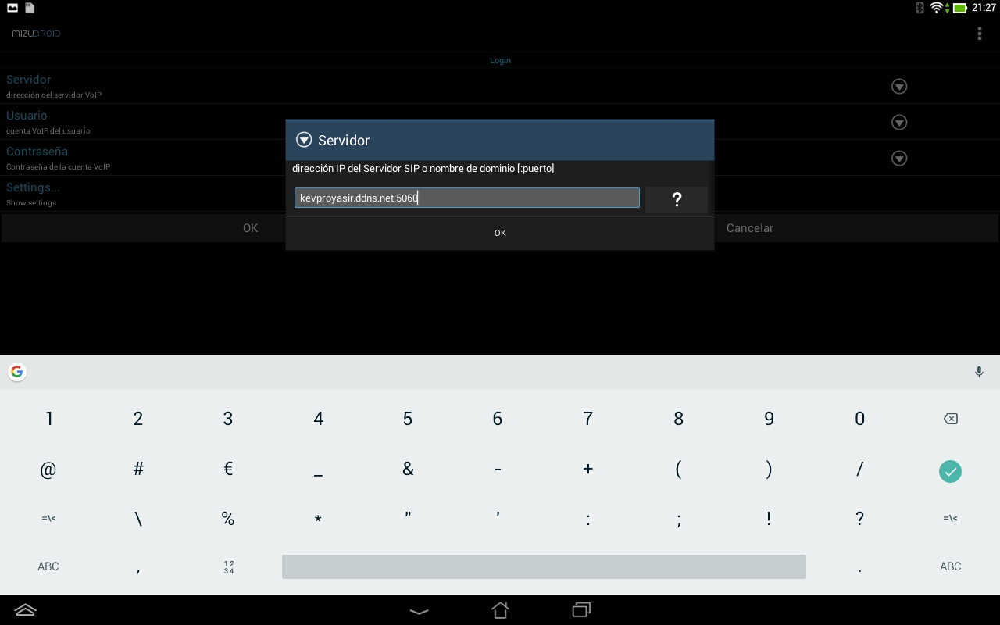 21:27
MIZUDROID
Login
Servidor
dirección del servidor VoIP
Usuario
cuenta VoIP del usuario
Contraseña
Contraseña de la cuenta VoIP
Settings...
Show settings
OK
Cancelar
Servidor
dirección IP del Servidor SIP o nombre de dominio [:puerto]
kevproyasir.ddns.net:5060
?
OK
G
1 2 3 4 5 6 7 8 9 0
@ # € _ & - + ( ) /
=\< \ % * " ' : ; ! ? =\<
ABC , 12 . ABC
34